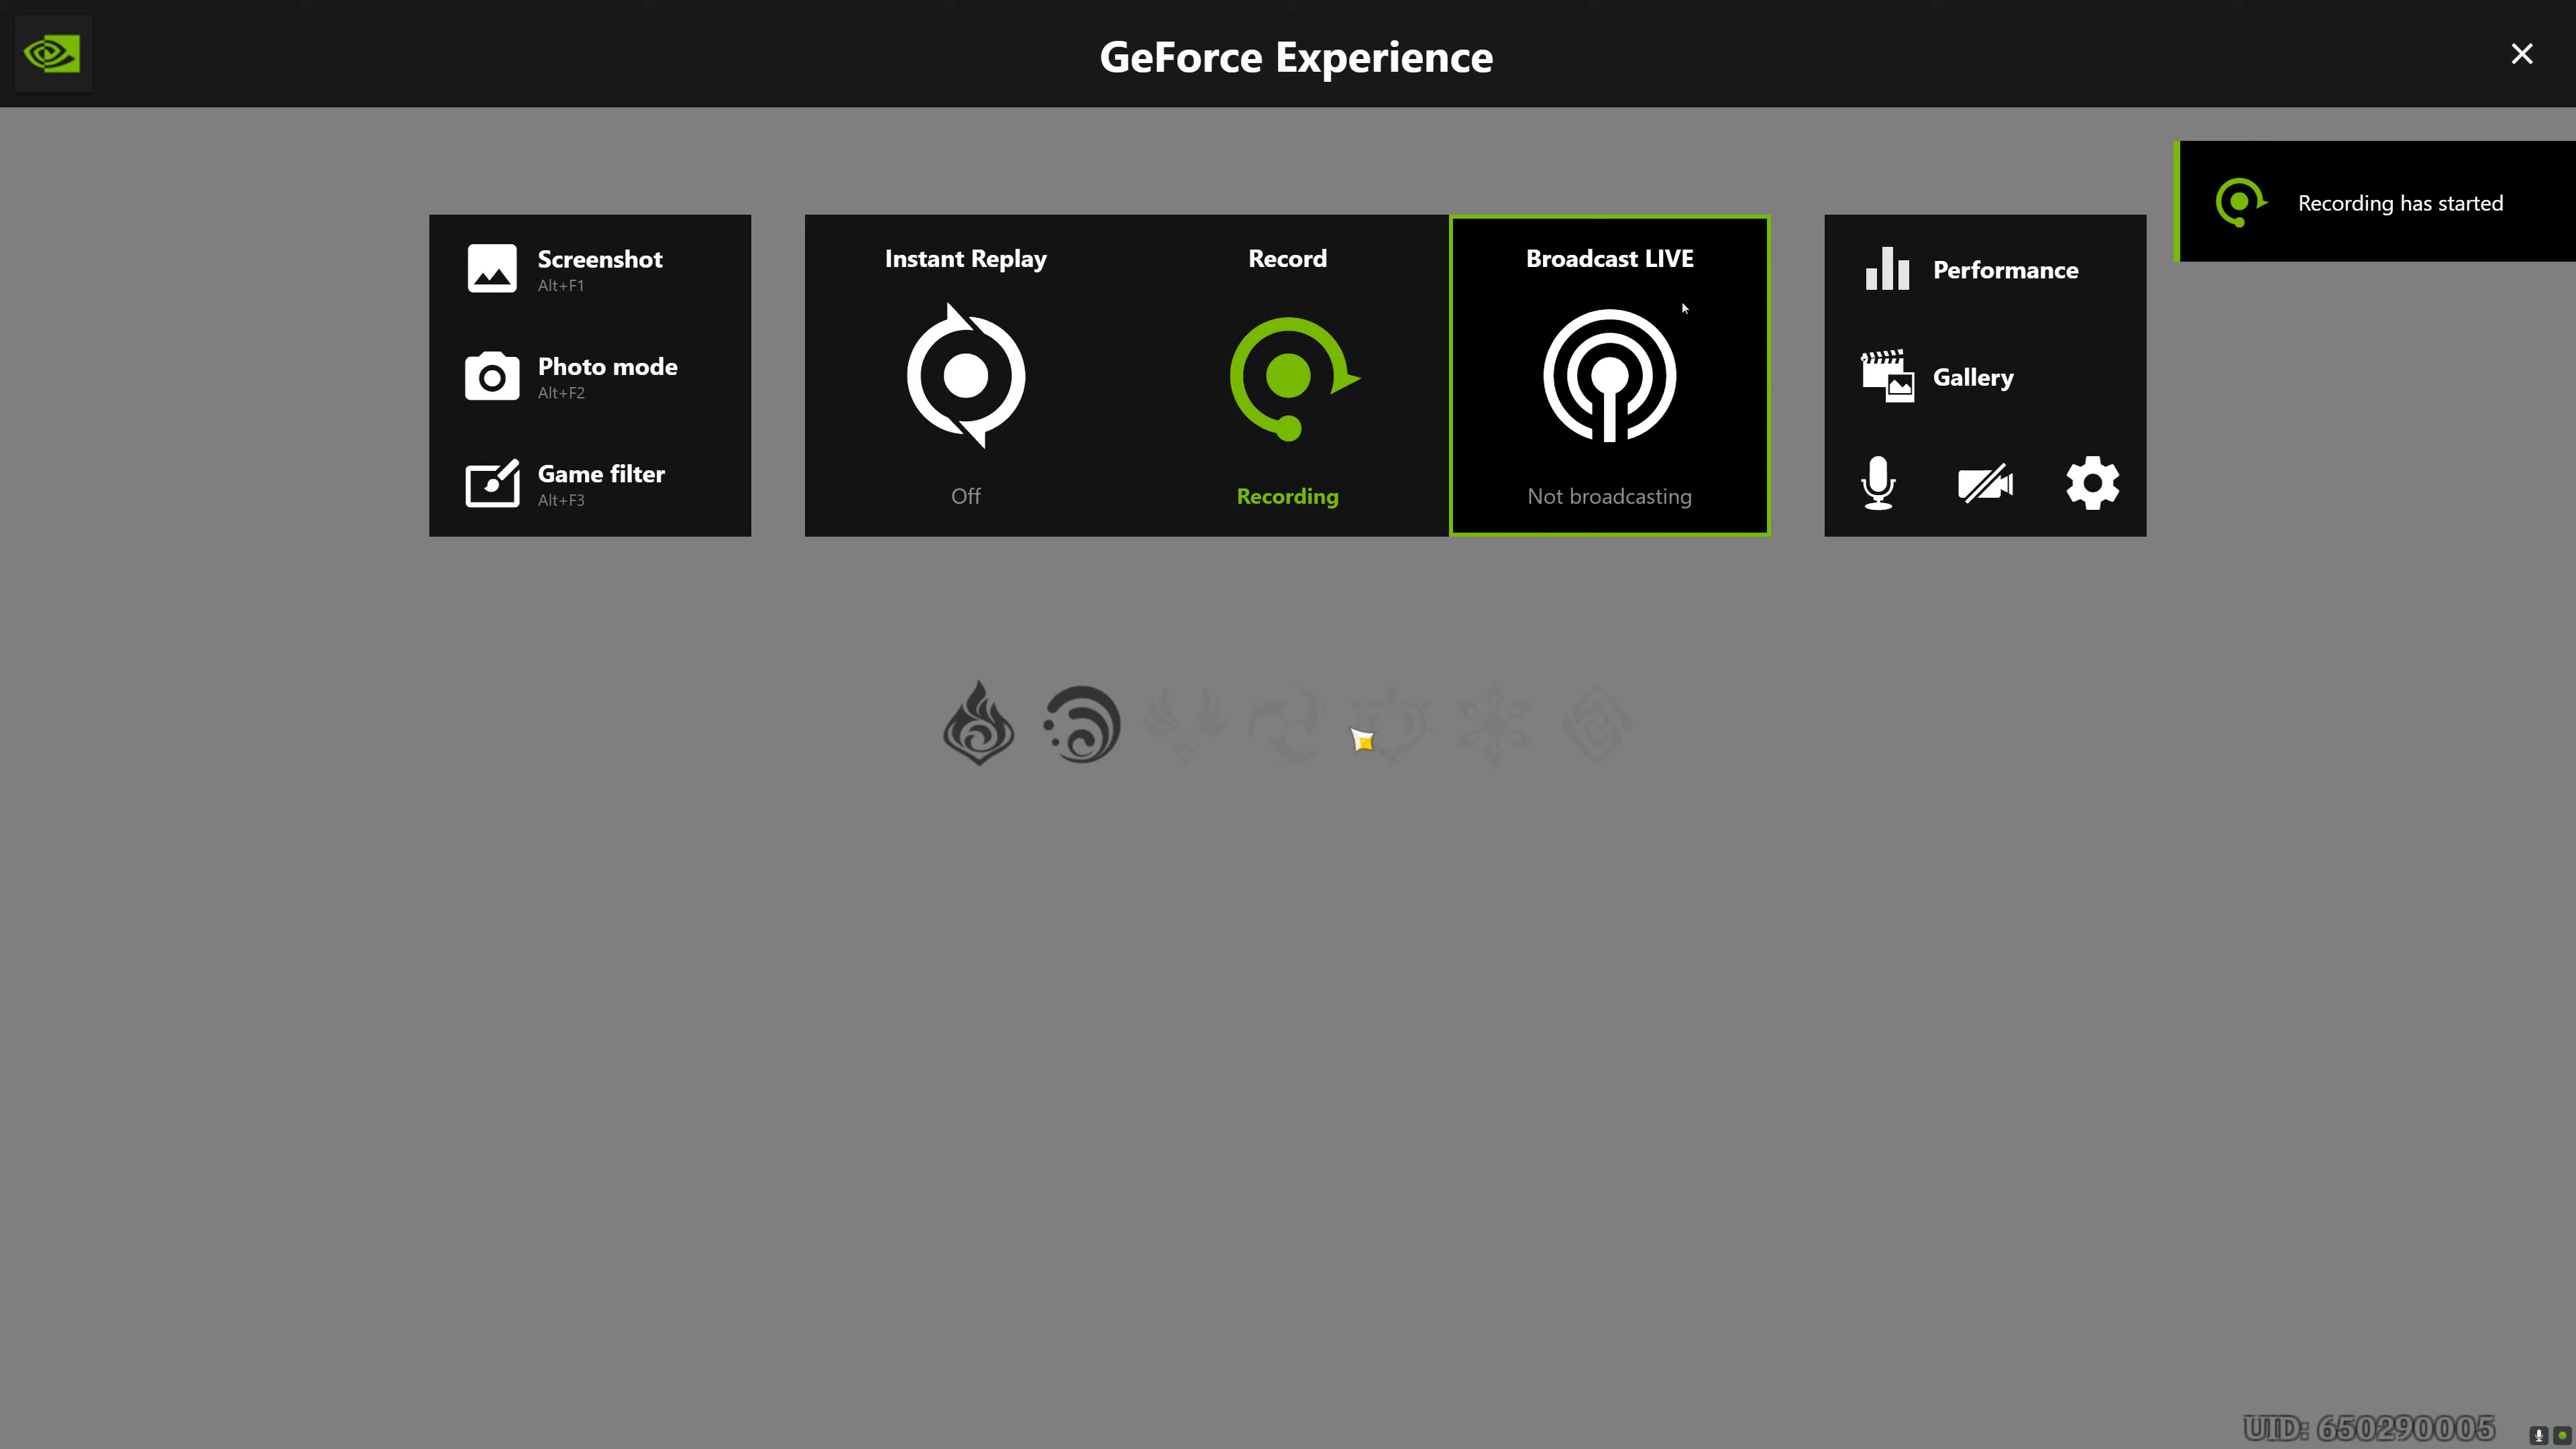 GeForce Experience
Recording has started
Screenshot
Alt+F1
Photo mode
Alt+F2
Game filter
Alt+F3
Instant Replay
Off
Record
Recording
Broadcast LIVE
Not broadcasting
Performance
Gallery
UID: 650290005